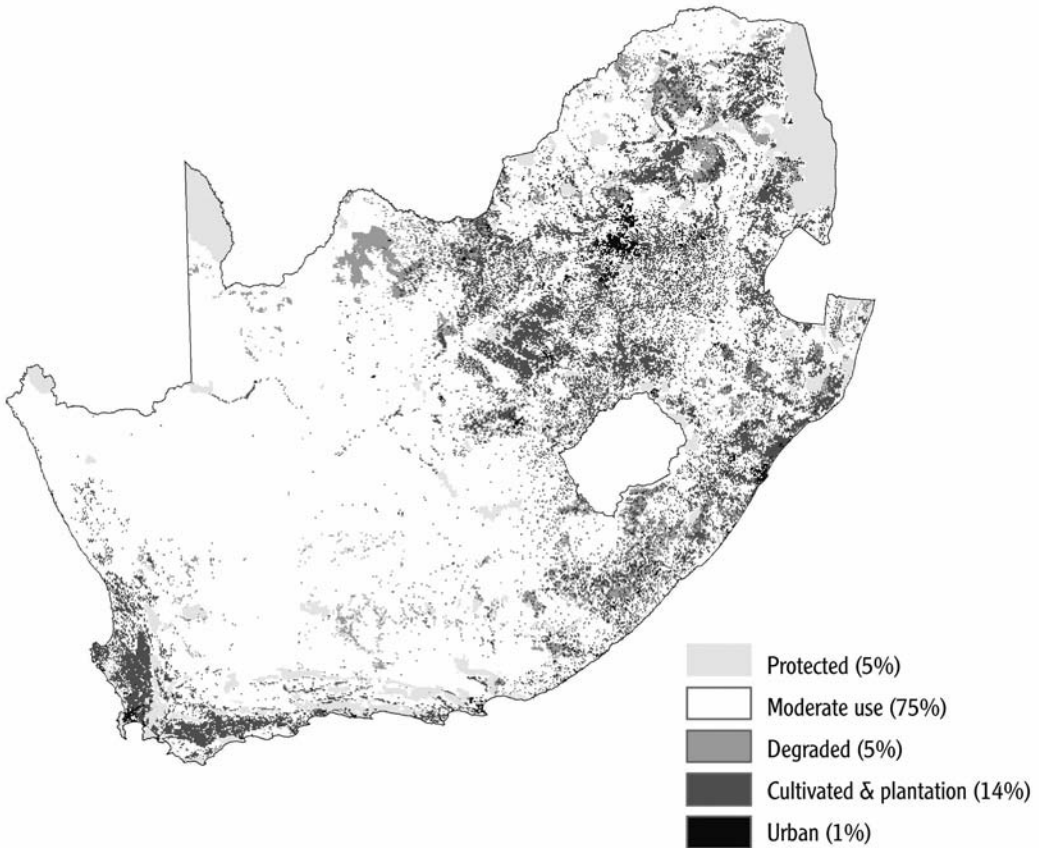 Protected (5%)
Moderate use (75%)
Degraded (5%)
Cultivated & plantation (14%)
Urban (1%)